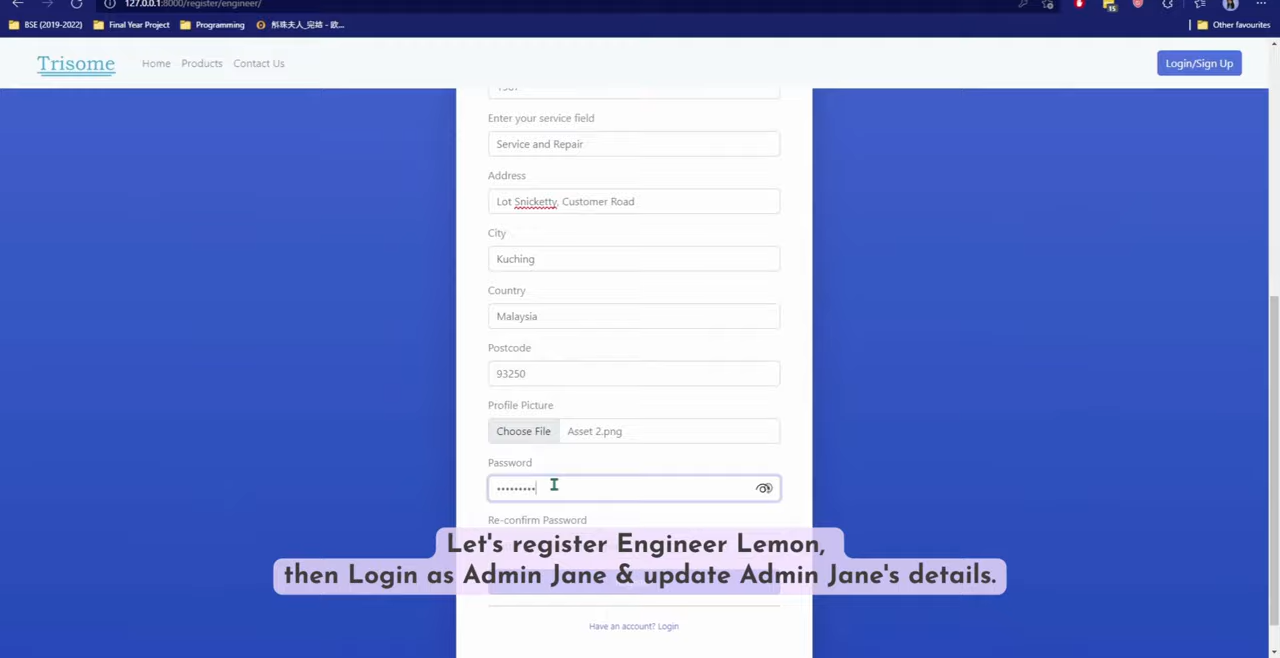 127.0.0.1:8000/register/engineer/
BSE (2019-2022) Final Year Project Programming Other favourites
Trisome Home Products Contact Us Login/Sign Up
Enter your service field
Service and Repair
Address
Lot Snicketty, Customer Road
City
Kuching
Country
Malaysia
Postcode
93250
Profile Picture
Choose File Asset 2.png
Password
Re-confirm Password
Let's register Engineer Lemon,
then Login as Admin Jane & update Admin Jane's details.
Have an account? Login